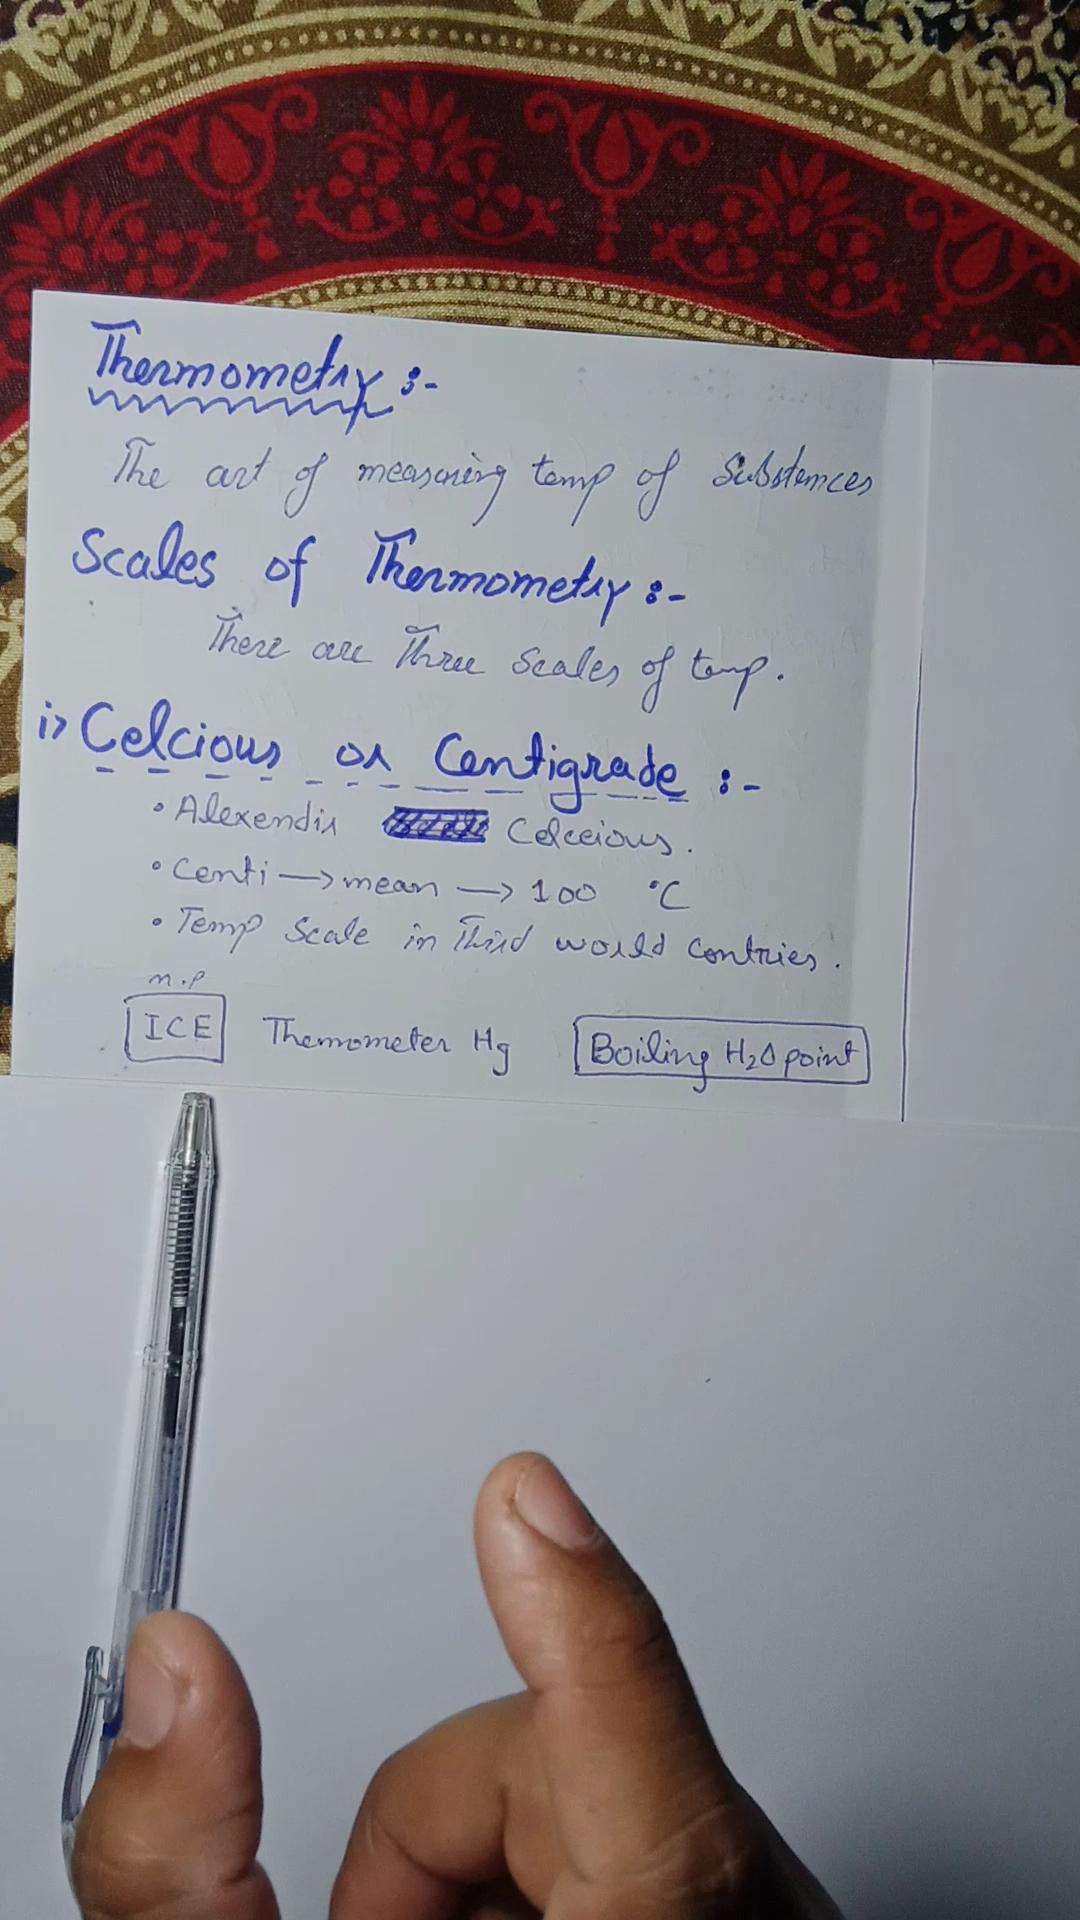 Thermometry :-
The art of measuring temp of Substences
Scales of Thermometry :-
There are Three Scales of temp.
i> Celcious or Centigrade :-
• Alexendir Celceious.
• Centi → mean → 100 °C
• Temp Scale in Third world Contries.
m.p
ICE Themometer Hg Boiling H₂O point